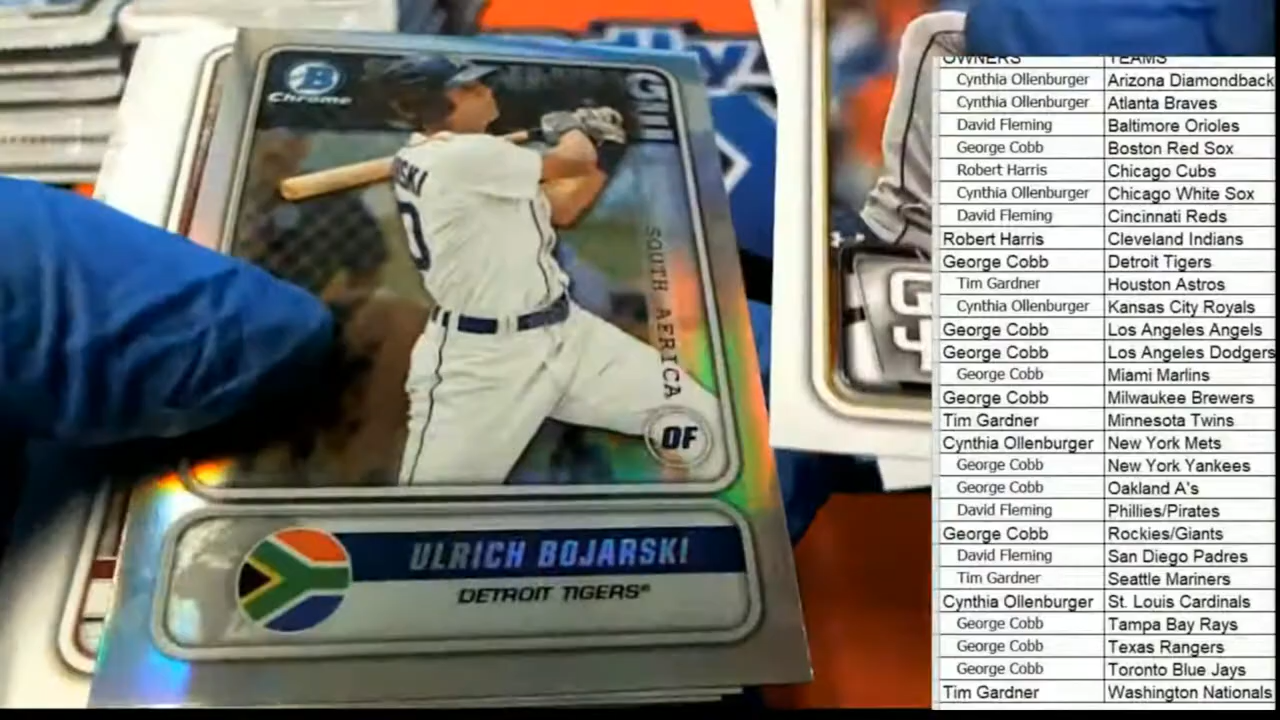 B
Chrome
SKI
0
SOUTH AFRICA
OF
ULRICH BOJARSKI
DETROIT TIGERS®
OWNERS TEAMS
Cynthia Ollenburger Arizona Diamondback
Cynthia Ollenburger Atlanta Braves
David Fleming Baltimore Orioles
George Cobb Boston Red Sox
Robert Harris Chicago Cubs
Cynthia Ollenburger Chicago White Sox
David Fleming Cincinnati Reds
Robert Harris Cleveland Indians
George Cobb Detroit Tigers
Tim Gardner Houston Astros
Cynthia Ollenburger Kansas City Royals
George Cobb Los Angeles Angels
George Cobb Los Angeles Dodgers
George Cobb Miami Marlins
George Cobb Milwaukee Brewers
Tim Gardner Minnesota Twins
Cynthia Ollenburger New York Mets
George Cobb New York Yankees
George Cobb Oakland A's
David Fleming Phillies/Pirates
George Cobb Rockies/Giants
David Fleming San Diego Padres
Tim Gardner Seattle Mariners
Cynthia Ollenburger St. Louis Cardinals
George Cobb Tampa Bay Rays
George Cobb Texas Rangers
George Cobb Toronto Blue Jays
Tim Gardner Washington Nationals